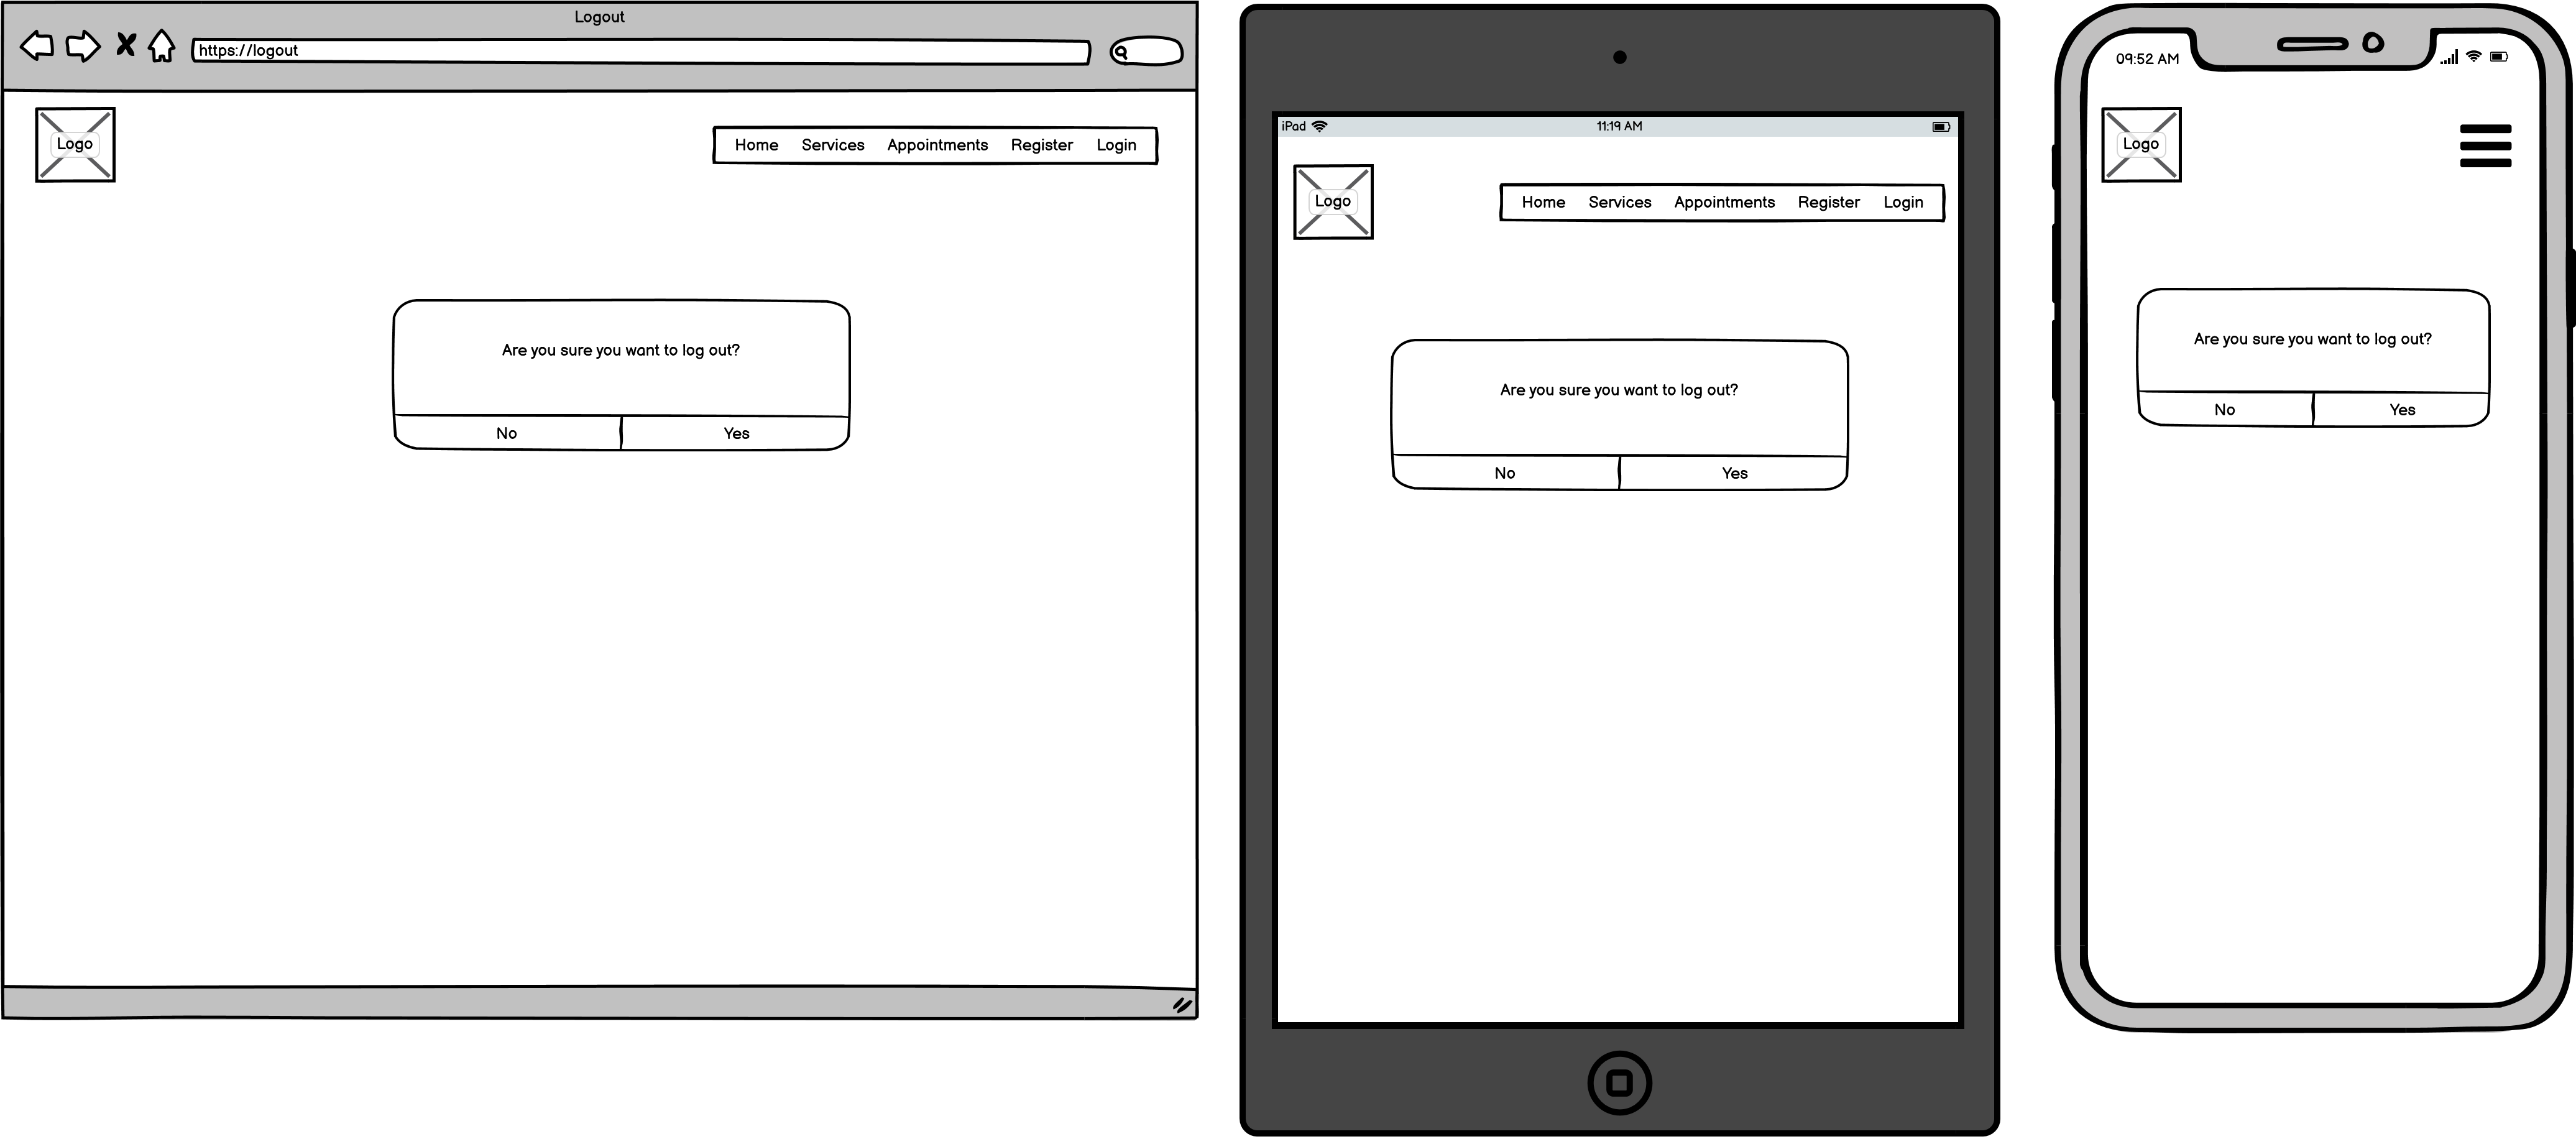 Logout
https://logout
Logo
Home Services Appointments Register Login
Are you sure you want to log out?
No Yes
iPad 11:19 AM
Logo
Home Services Appointments Register Login
Are you sure you want to log out?
No Yes
09:52 AM
Logo
Are you sure you want to log out?
No Yes